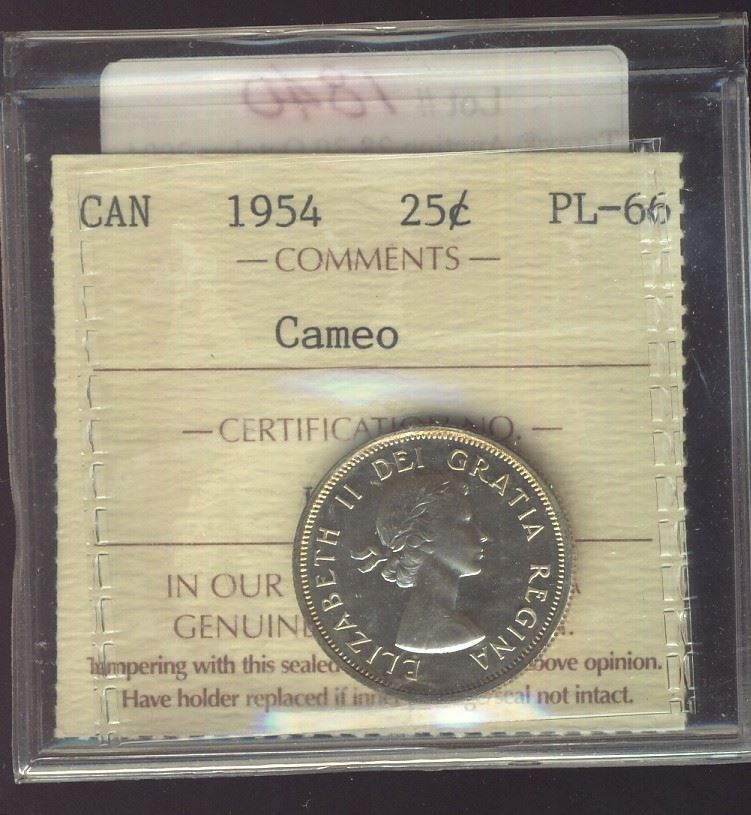 Lot # 1840
CAN 1954 25¢ PL-66
— COMMENTS —
Cameo
— CERTIFICATION NO. —
IN OUR
GENUINE
Tampering with this sealed above opinion.
Have holder replaced if inner seal not intact.
ELIZABETH II DEI GRATIA REGINA